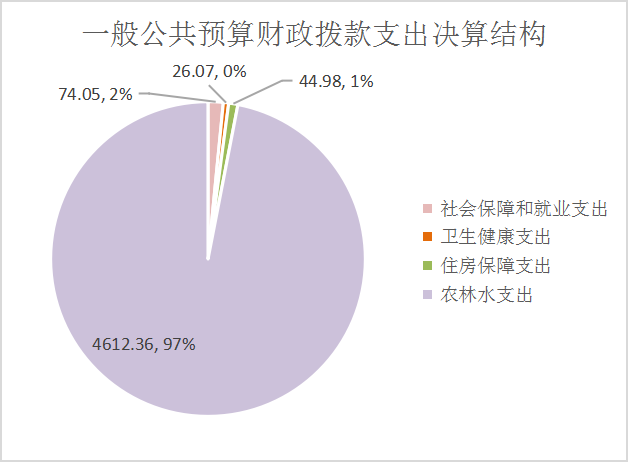 一般公共预算财政拨款支出决算结构
26.07, 0%
44.98, 1%
74.05, 2%
社会保障和就业支出
卫生健康支出
住房保障支出
农林水支出
4612.36, 97%